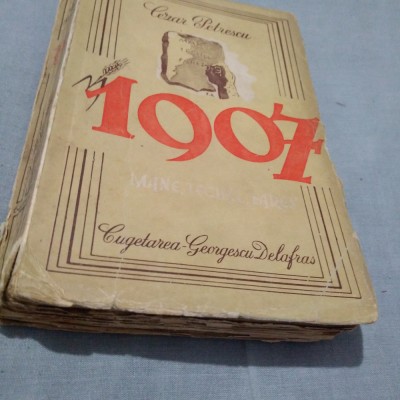 Cezar Petrescu
1907
Cugetarea-Georgescu Delafras